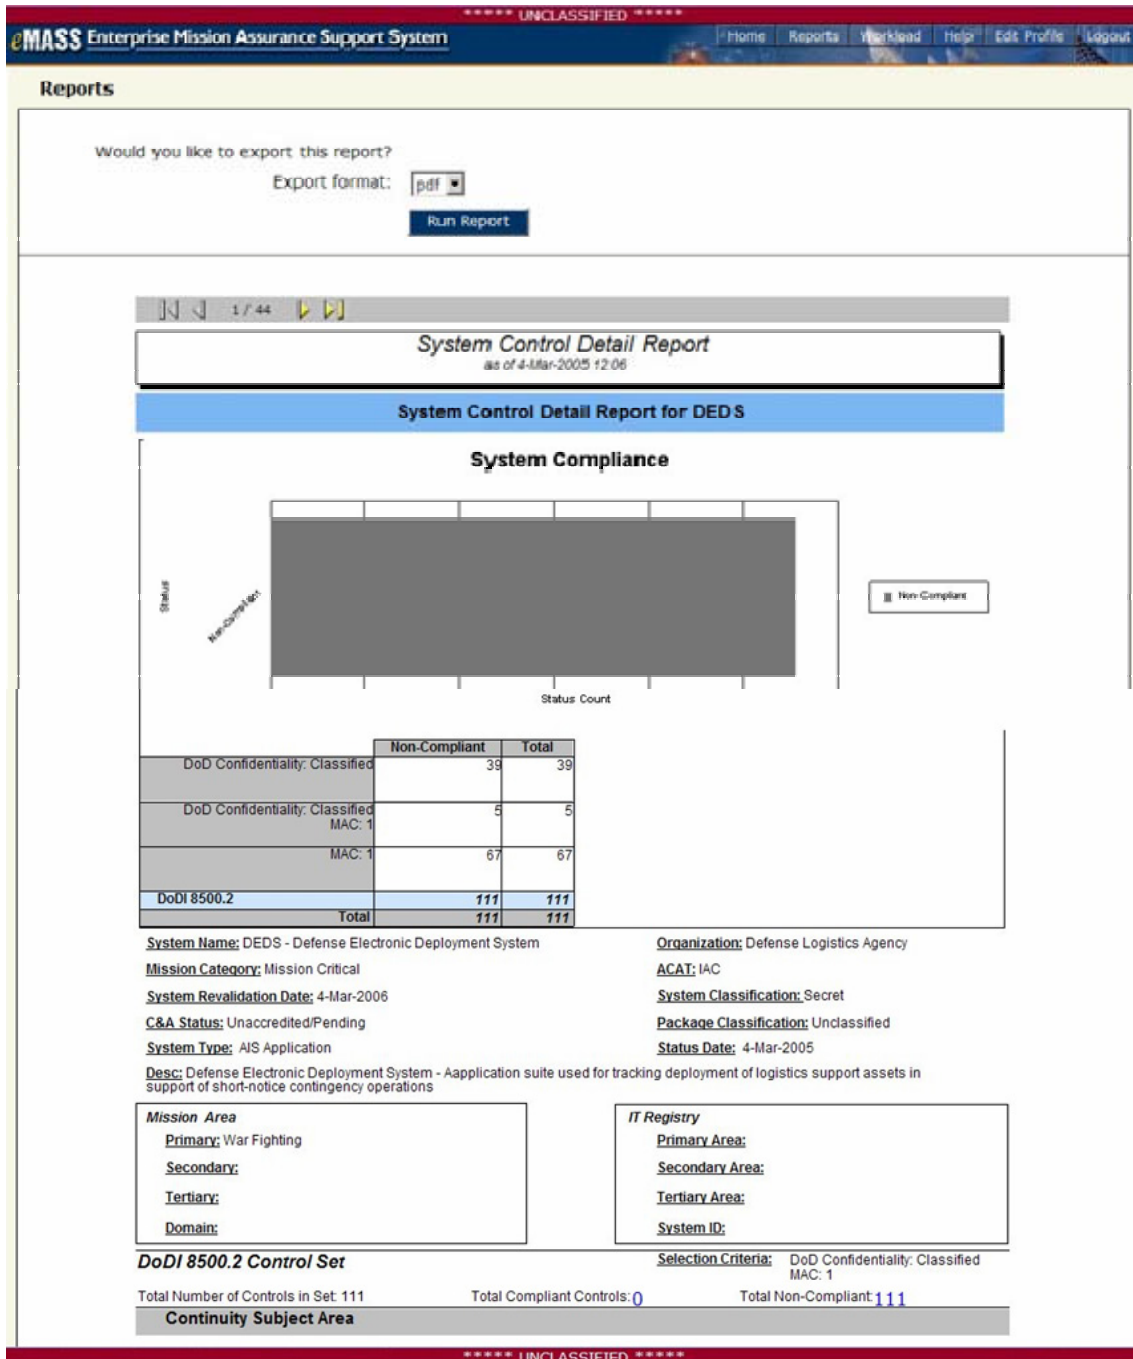 ***** UNCLASSIFIED *****
eMASS Enterprise Mission Assurance Support System
Home Reports Workload Help Edit Profile Logout
Reports
Would you like to export this report?
Export format: pdf
Run Report
1 / 44
System Control Detail Report
as of 4-Mar-2005 12:06
System Control Detail Report for DEDS
System Compliance
Status
Non-Compliant
Non-Compliant
Status Count
Non-Compliant Total
DoD Confidentiality: Classified 39 39
DoD Confidentiality: Classified 5 5
MAC: 1
MAC: 1 67 67
DoDI 8500.2 111 111
Total 111 111
System Name: DEDS - Defense Electronic Deployment System
Organization: Defense Logistics Agency
Mission Category: Mission Critical
ACAT: IAC
System Revalidation Date: 4-Mar-2006
System Classification: Secret
C&A Status: Unaccredited/Pending
Package Classification: Unclassified
System Type: AIS Application
Status Date: 4-Mar-2005
Desc: Defense Electronic Deployment System - Aapplication suite used for tracking deployment of logistics support assets in
support of short-notice contingency operations
Mission Area
Primary: War Fighting
Secondary:
Tertiary:
Domain:
IT Registry
Primary Area:
Secondary Area:
Tertiary Area:
System ID:
DoDI 8500.2 Control Set
Selection Criteria: DoD Confidentiality: Classified
MAC: 1
Total Number of Controls in Set: 111 Total Compliant Controls: 0 Total Non-Compliant: 111
Continuity Subject Area
***** UNCLASSIFIED *****